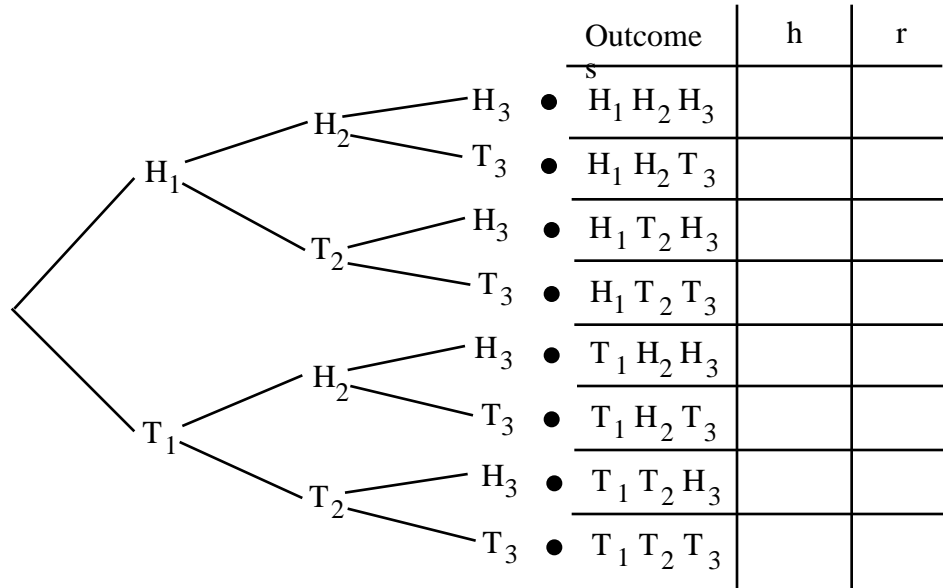 Outcome h r
s
H3 H1 H2 H3
H2
T3 H1 H2 T3
H1
H3 H1 T2 H3
T2
T3 H1 T2 T3
H3 T1 H2 H3
H2
T3 T1 H2 T3
T1
H3 T1 T2 H3
T2
T3 T1 T2 T3